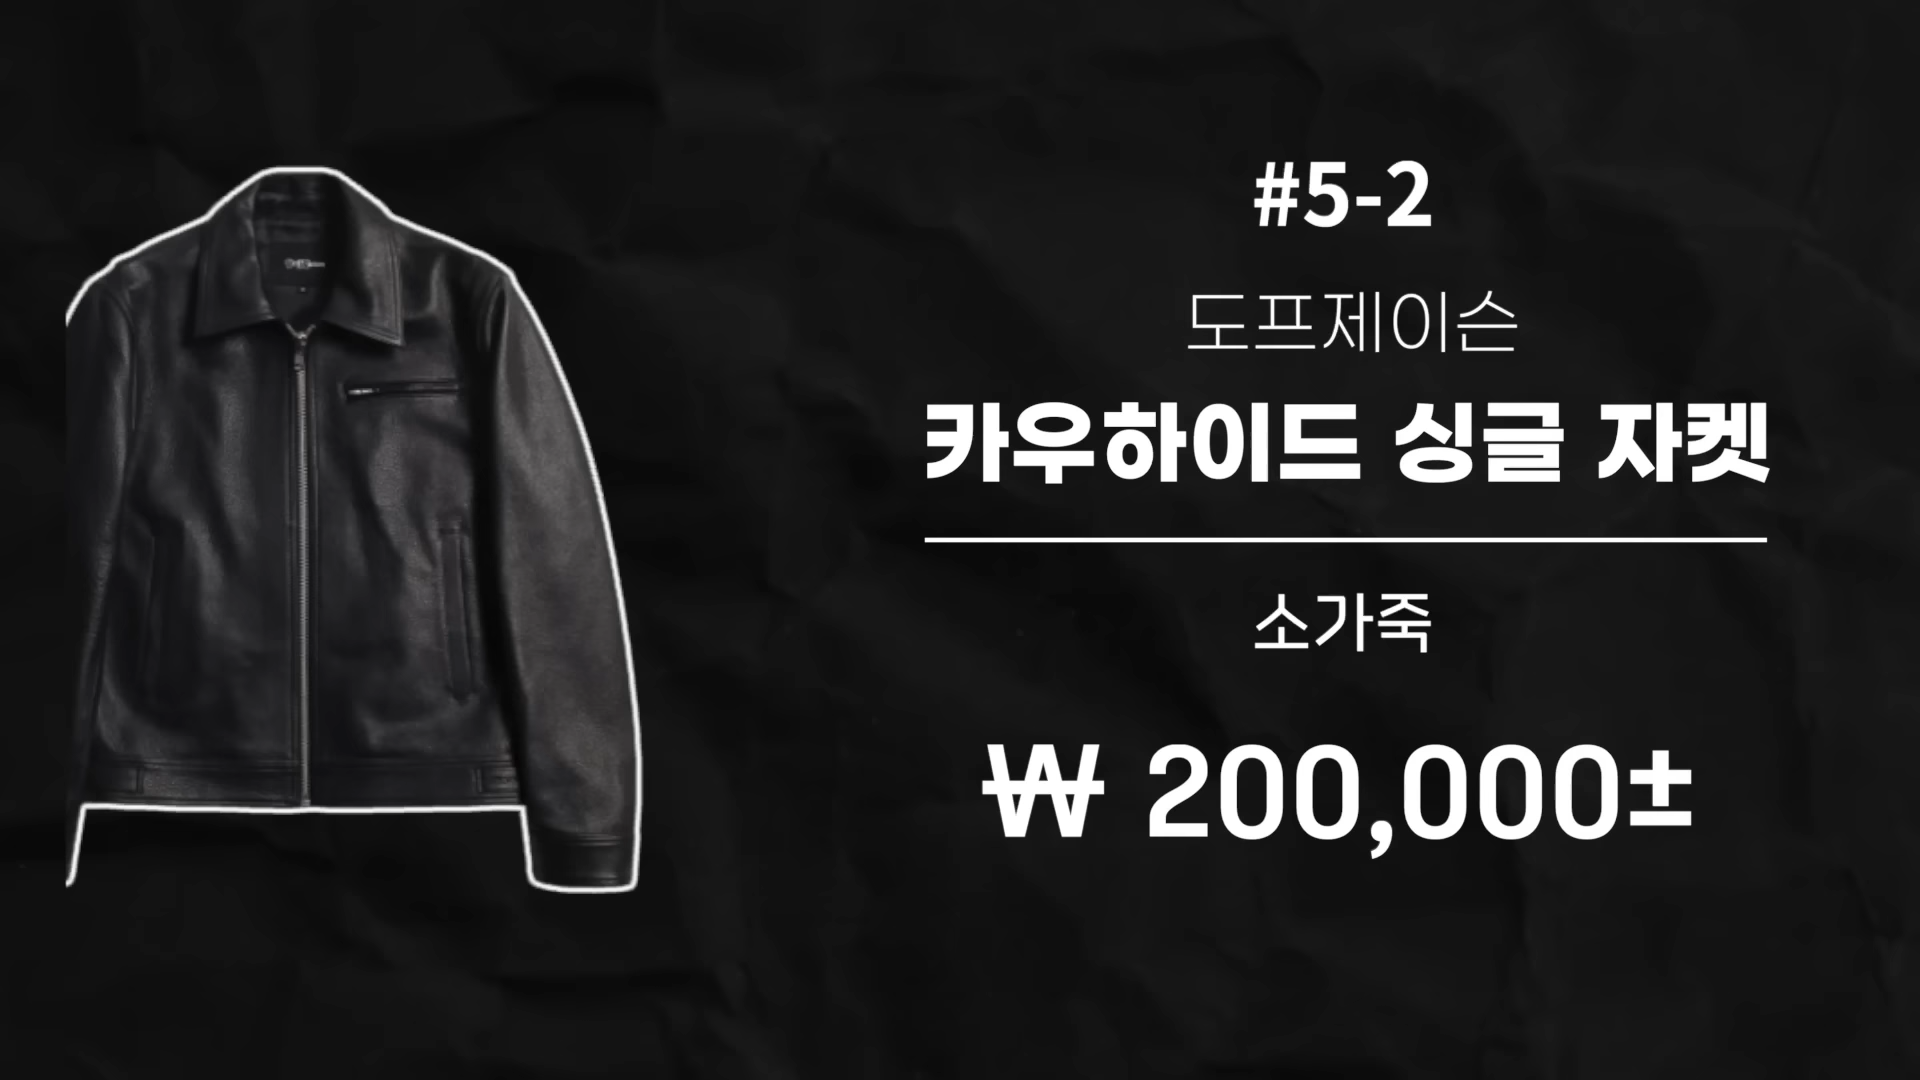 #5-2
도프제이슨
카우하이드 싱글 자켓
소가죽
₩ 200,000±